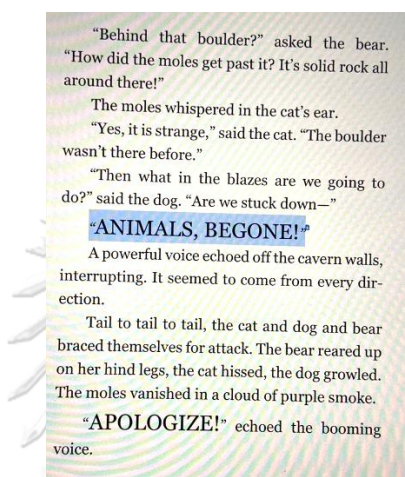 “Behind that boulder?” asked the bear.
“How did the moles get past it? It’s solid rock all
around there!”
The moles whispered in the cat’s ear.
“Yes, it is strange,” said the cat. “The boulder
wasn’t there before.”
“Then what in the blazes are we going to
do?” said the dog. “Are we stuck down—”
“ANIMALS, BEGONE!”
A powerful voice echoed off the cavern walls,
interrupting. It seemed to come from every dir-
ection.
Tail to tail to tail, the cat and dog and bear
braced themselves for attack. The bear reared up
on her hind legs, the cat hissed, the dog growled.
The moles vanished in a cloud of purple smoke.
“APOLOGIZE!” echoed the booming
voice.